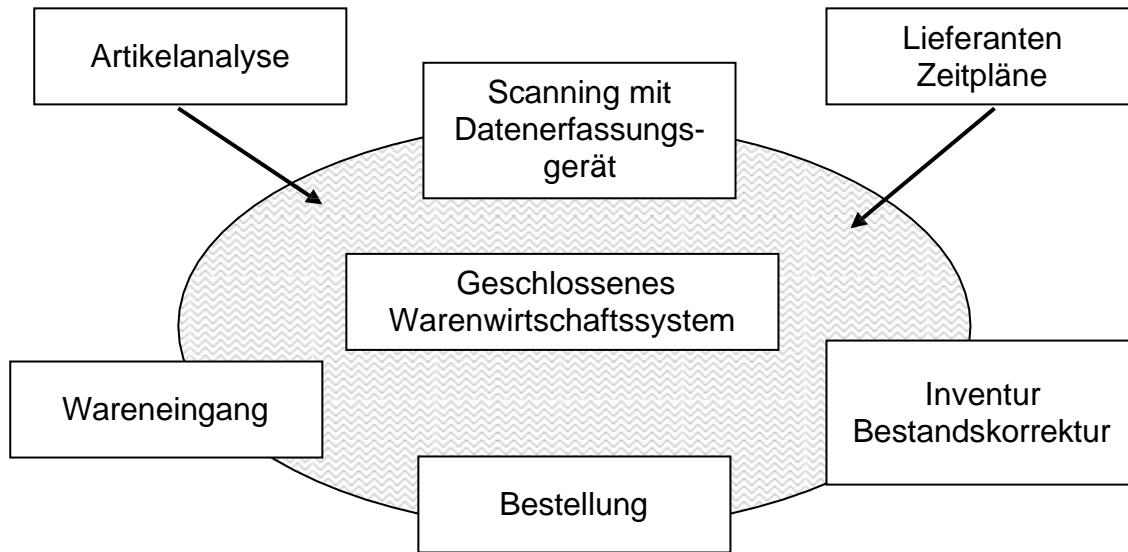 Artikelanalyse
Lieferanten
Zeitpläne
Scanning mit
Datenerfassungs-
gerät
Geschlossenes
Warenwirtschaftssystem
Wareneingang
Inventur
Bestandskorrektur
Bestellung